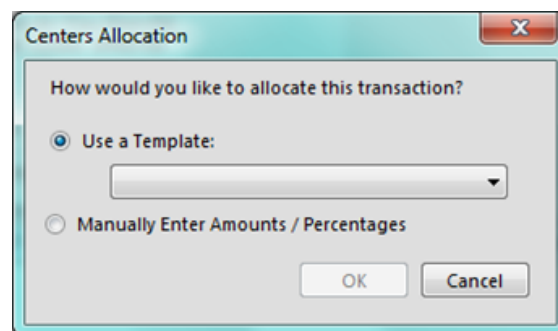 Centers Allocation
How would you like to allocate this transaction?
Use a Template:
Manually Enter Amounts / Percentages
OK Cancel